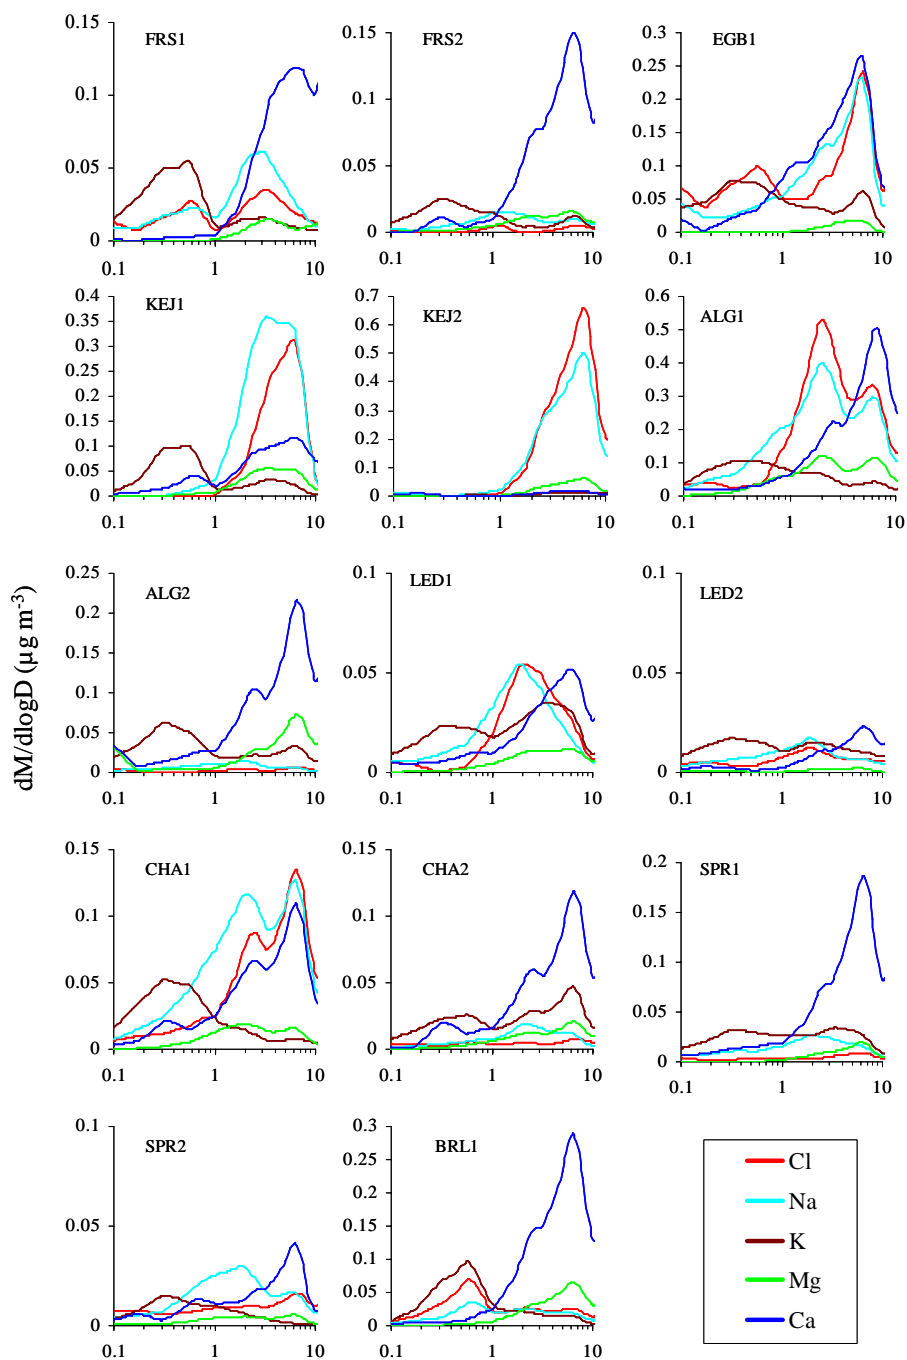 FRS1
0.15
0.1
0.05
0
0.1 1 10
FRS2
0.15
0.1
0.05
0
0.1 1 10
EGB1
0.3
0.25
0.2
0.15
0.1
0.05
0
0.1 1 10
KEJ1
0.4
0.35
0.3
0.25
0.2
0.15
0.1
0.05
0
0.1 1 10
KEJ2
0.7
0.6
0.5
0.4
0.3
0.2
0.1
0
0.1 1 10
ALG1
0.6
0.5
0.4
0.3
0.2
0.1
0
0.1 1 10
dM/dlogD (µg m-3)
ALG2
0.25
0.2
0.15
0.1
0.05
0
0.1 1 10
LED1
0.1
0.05
0
0.1 1 10
LED2
0.1
0.05
0
0.1 1 10
CHA1
0.15
0.1
0.05
0
0.1 1 10
CHA2
0.15
0.1
0.05
0
0.1 1 10
SPR1
0.2
0.15
0.1
0.05
0
0.1 1 10
SPR2
0.1
0.05
0
0.1 1 10
BRL1
0.3
0.25
0.2
0.15
0.1
0.05
0
0.1 1 10
Cl
Na
K
Mg
Ca